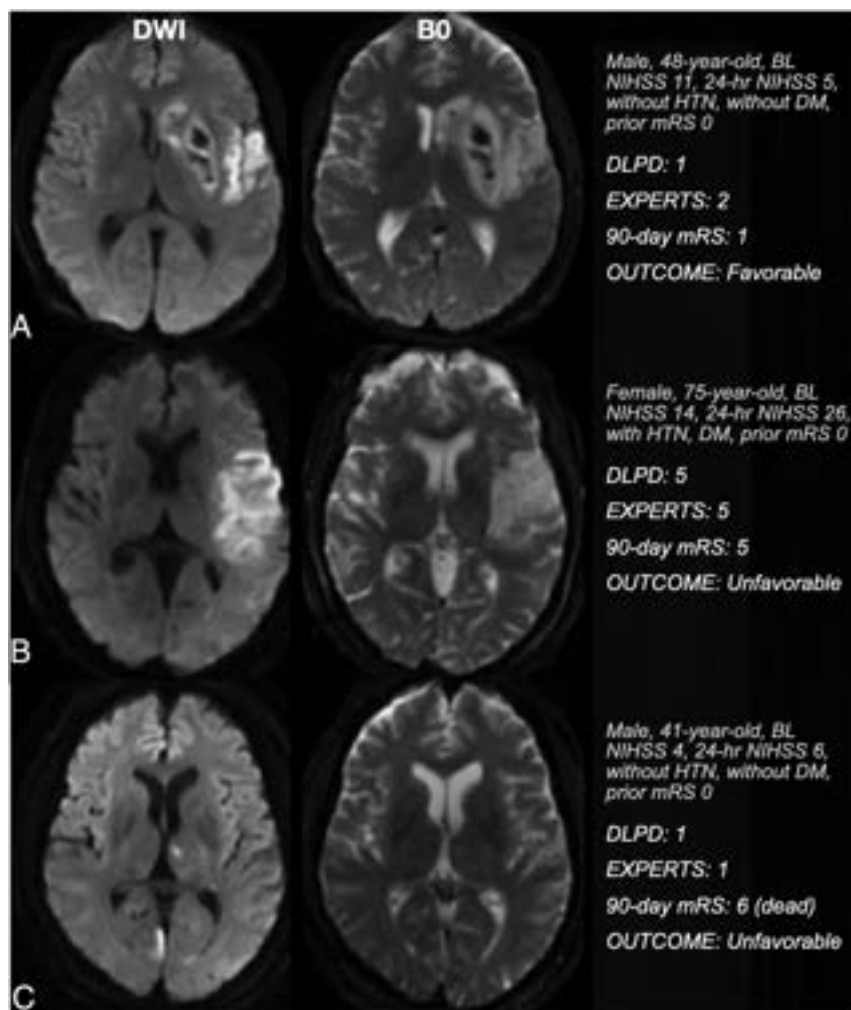 DWI
B0
Male, 48-year-old, BL
NIHSS 11, 24-hr NIHSS 5,
without HTN, without DM,
prior mRS 0
DLPD: 1
EXPERTS: 2
90-day mRS: 1
OUTCOME: Favorable
A
Female, 75-year-old, BL
NIHSS 14, 24-hr NIHSS 26,
with HTN, DM, prior mRS 0
DLPD: 5
EXPERTS: 5
90-day mRS: 5
OUTCOME: Unfavorable
B
Male, 41-year-old, BL
NIHSS 4, 24-hr NIHSS 6,
without HTN, without DM,
prior mRS 0
DLPD: 1
EXPERTS: 1
90-day mRS: 6 (dead)
OUTCOME: Unfavorable
C